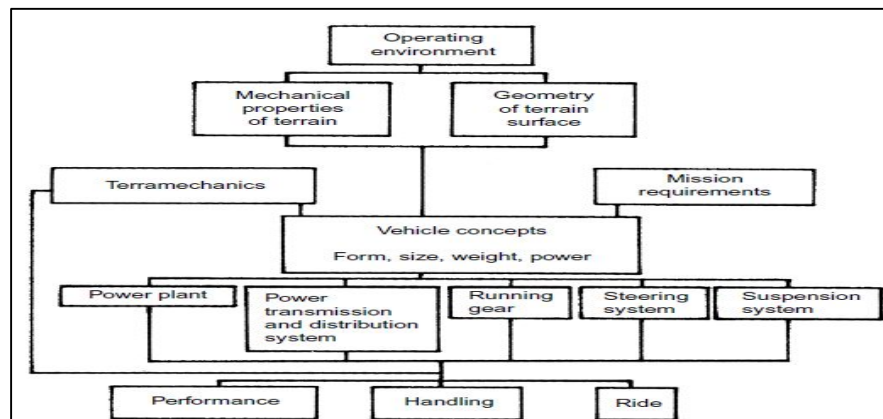 Operating
environment
Mechanical
properties
of terrain
Geometry
of terrain
surface
Terramechanics
Mission
requirements
Vehicle concepts
Form, size, weight, power
Power plant
Power
transmission
and distribution
system
Running
gear
Steering
system
Suspension
system
Performance
Handling
Ride